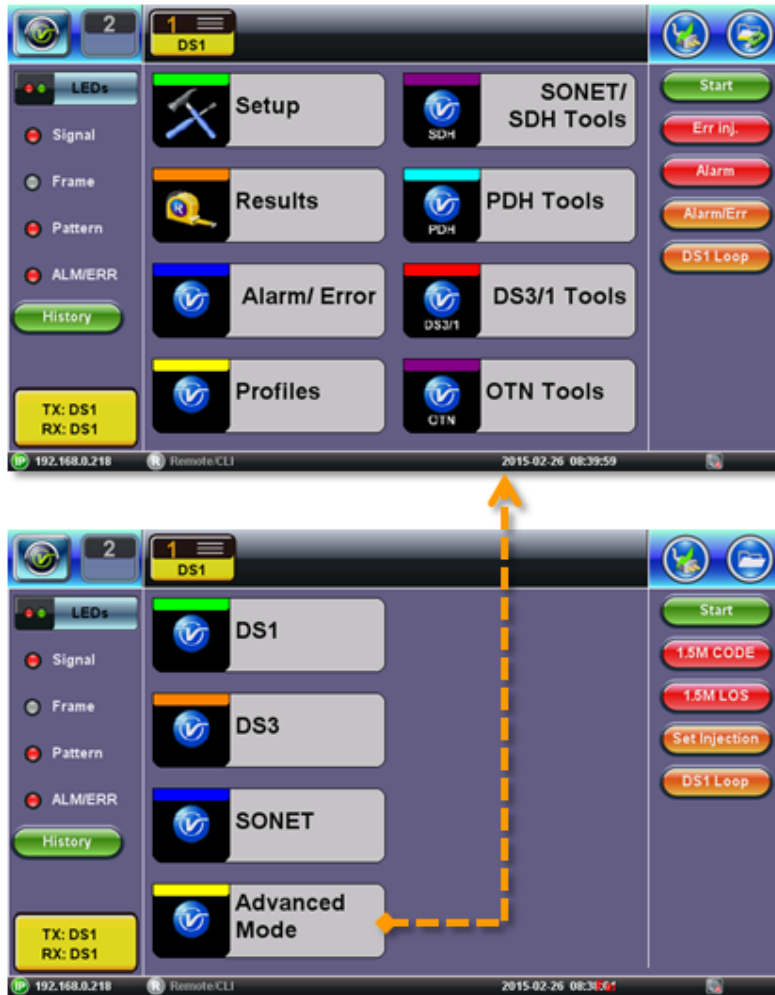 2
1
DS1
LEDs
Signal
Frame
Pattern
ALM/ERR
History
TX: DS1
RX: DS1
Setup
Results
Alarm/ Error
Profiles
SONET/
SDH Tools
SDH
PDH Tools
PDH
DS3/1 Tools
DS3/1
OTN Tools
OTN
Start
Err inj.
Alarm
Alarm/Err
DS1 Loop
IP 192.168.0.218
R Remote/CLI
2015-02-26 08:39:59
2
1
DS1
LEDs
Signal
Frame
Pattern
ALM/ERR
History
TX: DS1
RX: DS1
DS1
DS3
SONET
Advanced
Mode
Start
1.5M CODE
1.5M LOS
Set Injection
DS1 Loop
IP 192.168.0.218
R Remote/CLI
2015-02-26